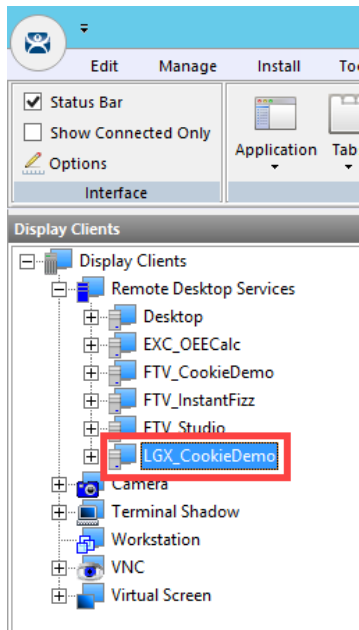 Edit Manage Install Too
Status Bar
Show Connected Only
Options
Application Tab
Interface
Display Clients
Display Clients
Remote Desktop Services
Desktop
EXC_OEECalc
FTV_CookieDemo
FTV_InstantFizz
FTV_Studio
LGX_CookieDemo
Camera
Terminal Shadow
Workstation
VNC
Virtual Screen